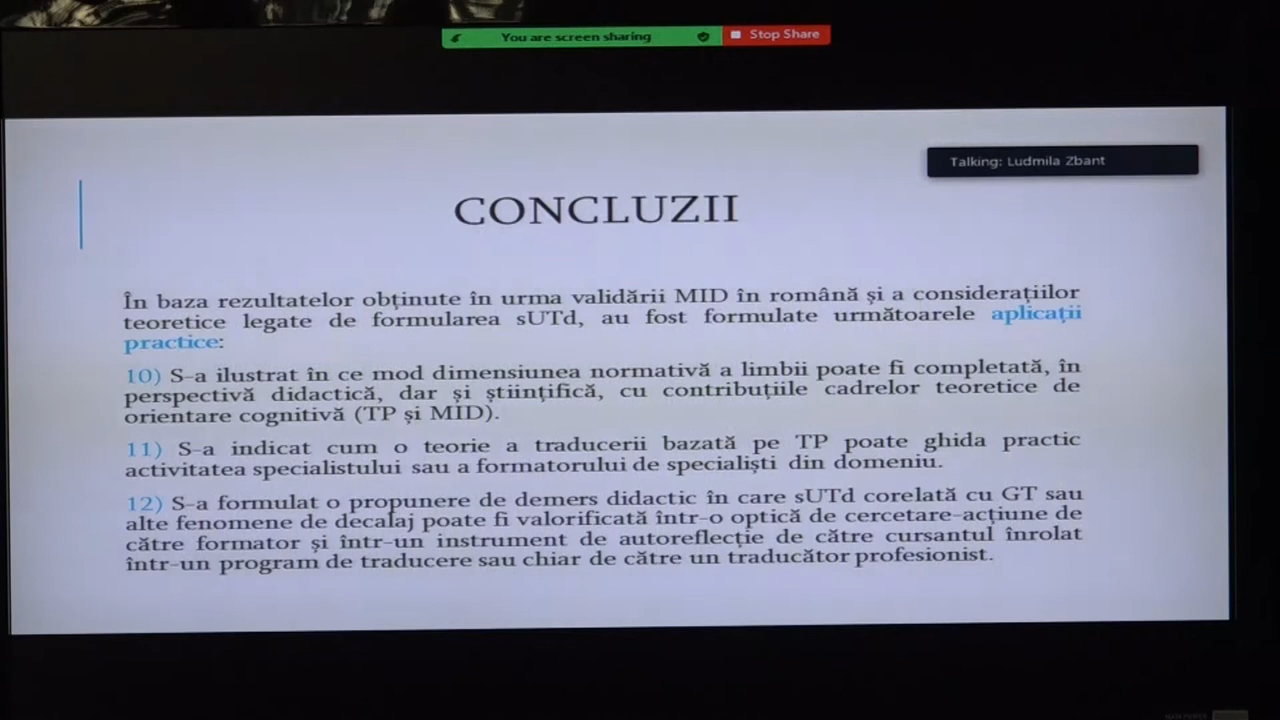 You are screen sharing
Stop Share
Talking: Ludmila Zbant
CONCLUZII
În baza rezultatelor obținute în urma validării MID în română și a considerațiilor
teoretice legate de formularea sUTd, au fost formulate următoarele aplicații
practice:
10) S-a ilustrat în ce mod dimensiunea normativă a limbii poate fi completată, în
perspectivă didactică, dar și științifică, cu contribuțiile cadrelor teoretice de
orientare cognitivă (TP și MID).
11) S-a indicat cum o teorie a traducerii bazată pe TP poate ghida practic
activitatea specialistului sau a formatorului de specialiști din domeniu.
12) S-a formulat o propunere de demers didactic în care sUTd corelată cu GT sau
alte fenomene de decalaj poate fi valorificată într-o optică de cercetare-acțiune de
către formator și într-un instrument de autoreflecție de către cursantul înrolat
într-un program de traducere sau chiar de către un traducător profesionist.